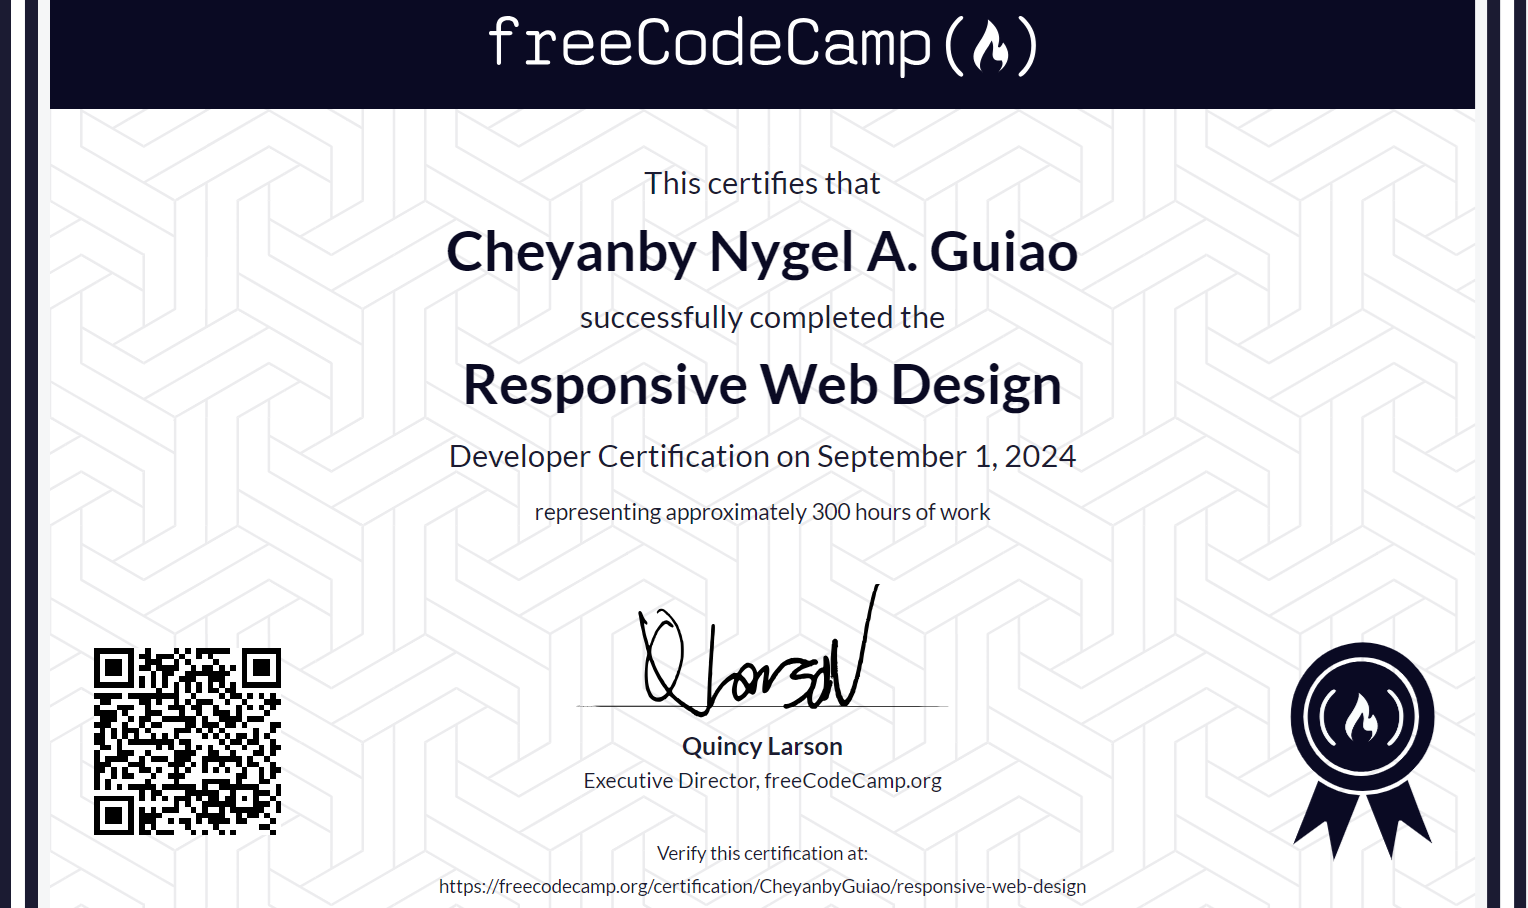 freeCodeCamp
This certifies that
Cheyanby Nygel A. Guiao
successfully completed the
Responsive Web Design
Developer Certification on September 1, 2024
representing approximately 300 hours of work
Q Larson
Quincy Larson
Executive Director, freeCodeCamp.org
Verify this certification at:
https://freecodecamp.org/certification/CheyanbyGuiao/responsive-web-design